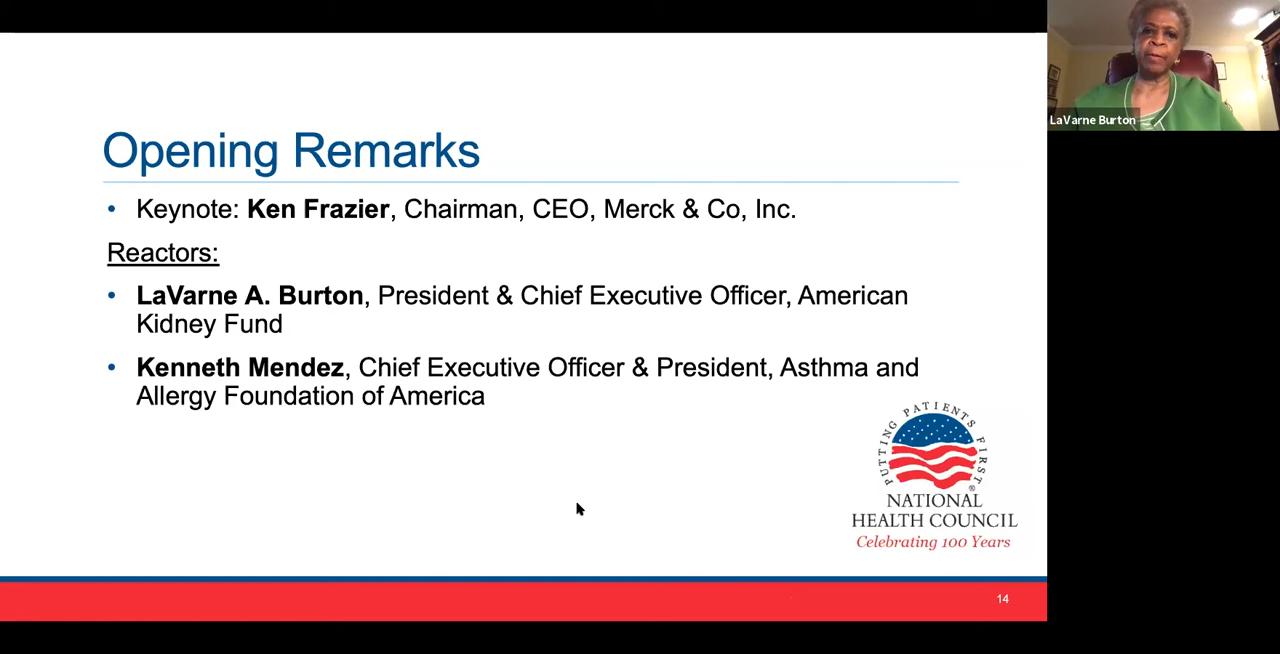 Opening Remarks
• Keynote: Ken Frazier, Chairman, CEO, Merck & Co, Inc.
Reactors:
• LaVarne A. Burton, President & Chief Executive Officer, American
Kidney Fund
• Kenneth Mendez, Chief Executive Officer & President, Asthma and
Allergy Foundation of America
PUTTING PATIENTS FIRST
®
NATIONAL
HEALTH COUNCIL
Celebrating 100 Years
14
LaVarne Burton